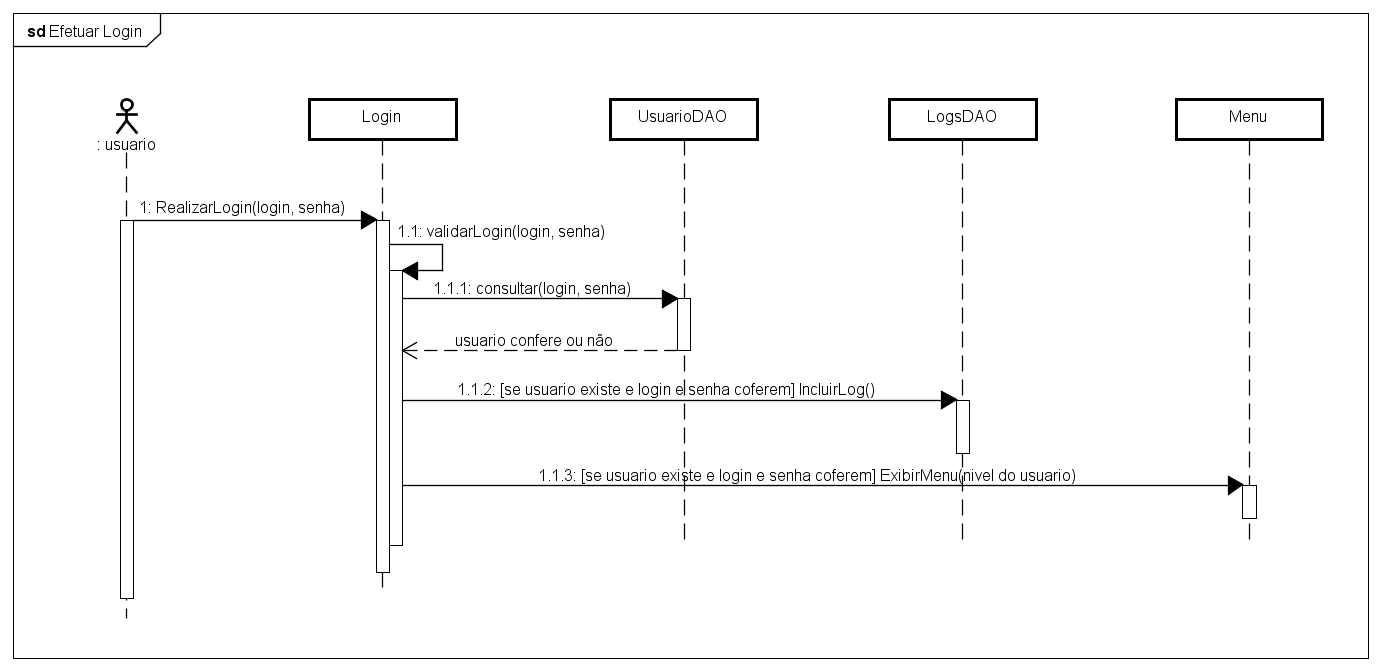 sd Efetuar Login
: usuario
Login
UsuarioDAO
LogsDAO
Menu
1: RealizarLogin(login, senha)
1.1: validarLogin(login, senha)
1.1.1: consultar(login, senha)
usuario confere ou não
1.1.2: [se usuario existe e login e senha coferem] IncluirLog()
1.1.3: [se usuario existe e login e senha coferem] ExibirMenu(nivel do usuario)